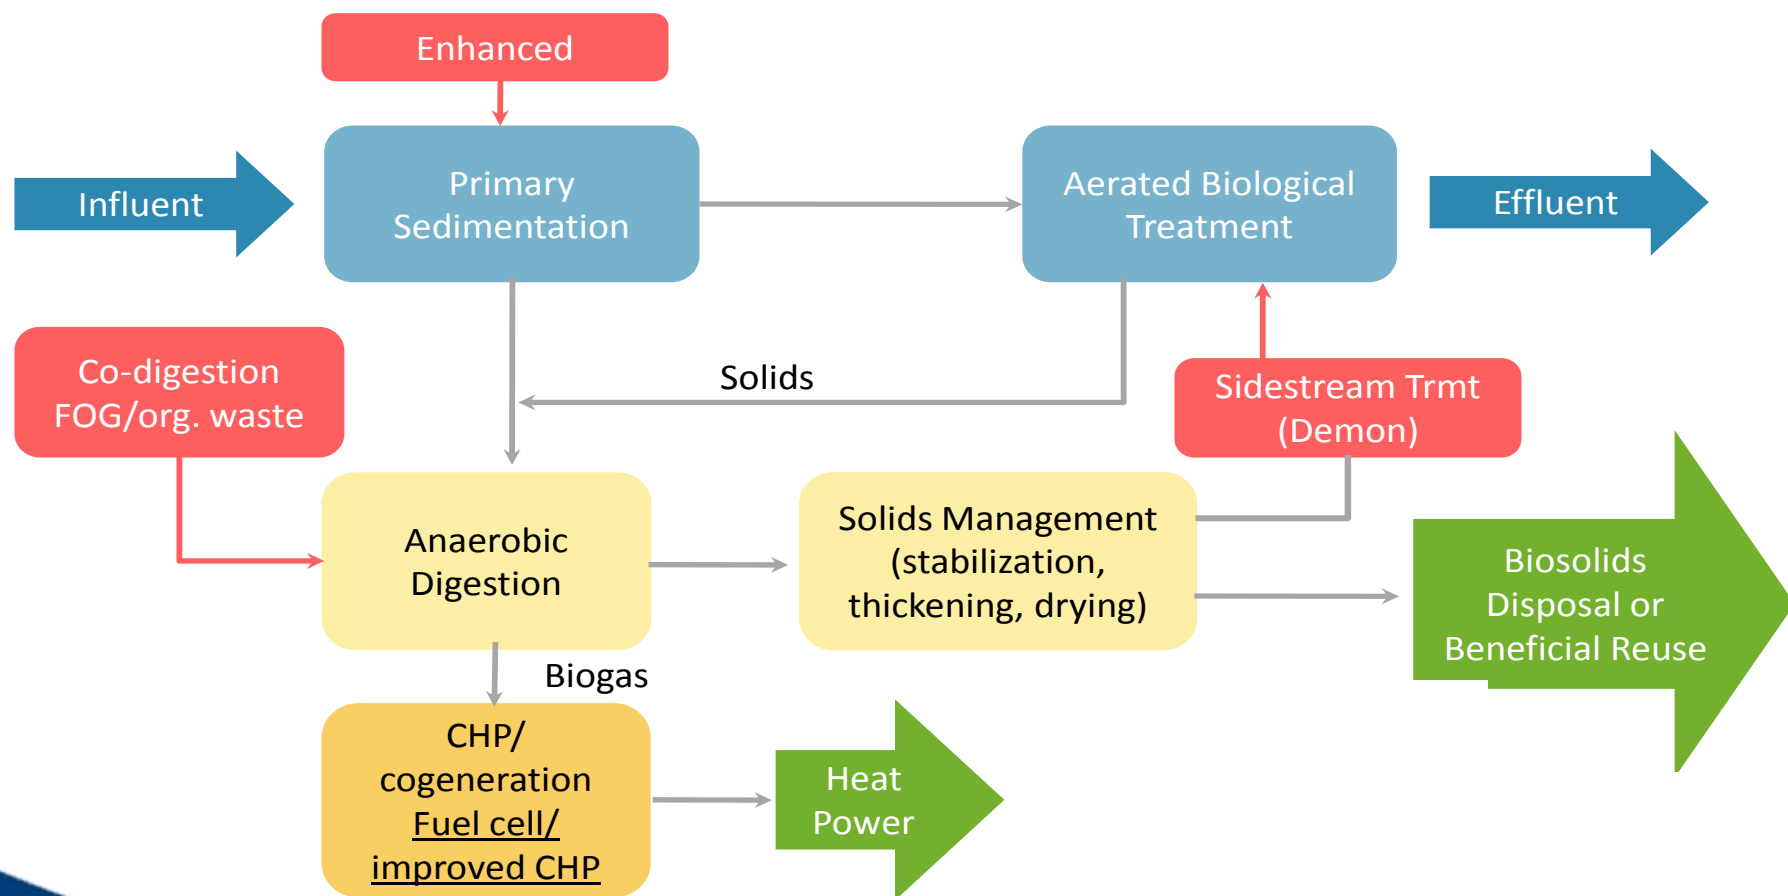 Enhanced
Influent
Primary
Sedimentation
Aerated Biological
Treatment
Effluent
Co-digestion
FOG/org. waste
Solids
Sidestream Trmt
(Demon)
Anaerobic
Digestion
Solids Management
(stabilization,
thickening, drying)
Biosolids
Disposal or
Beneficial Reuse
Biogas
CHP/
cogeneration
Fuel cell/
improved CHP
Heat
Power